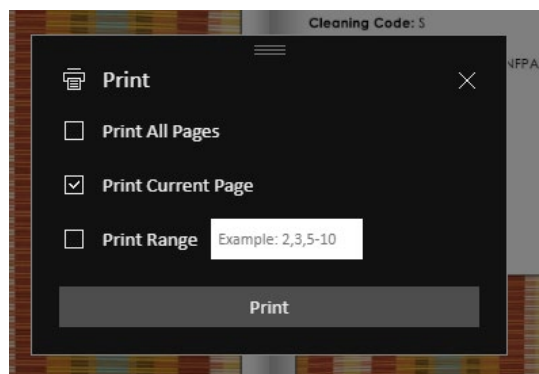 Cleaning Code: S
NFPA
Print
Print All Pages
Print Current Page
Print Range Example: 2,3,5-10
Print